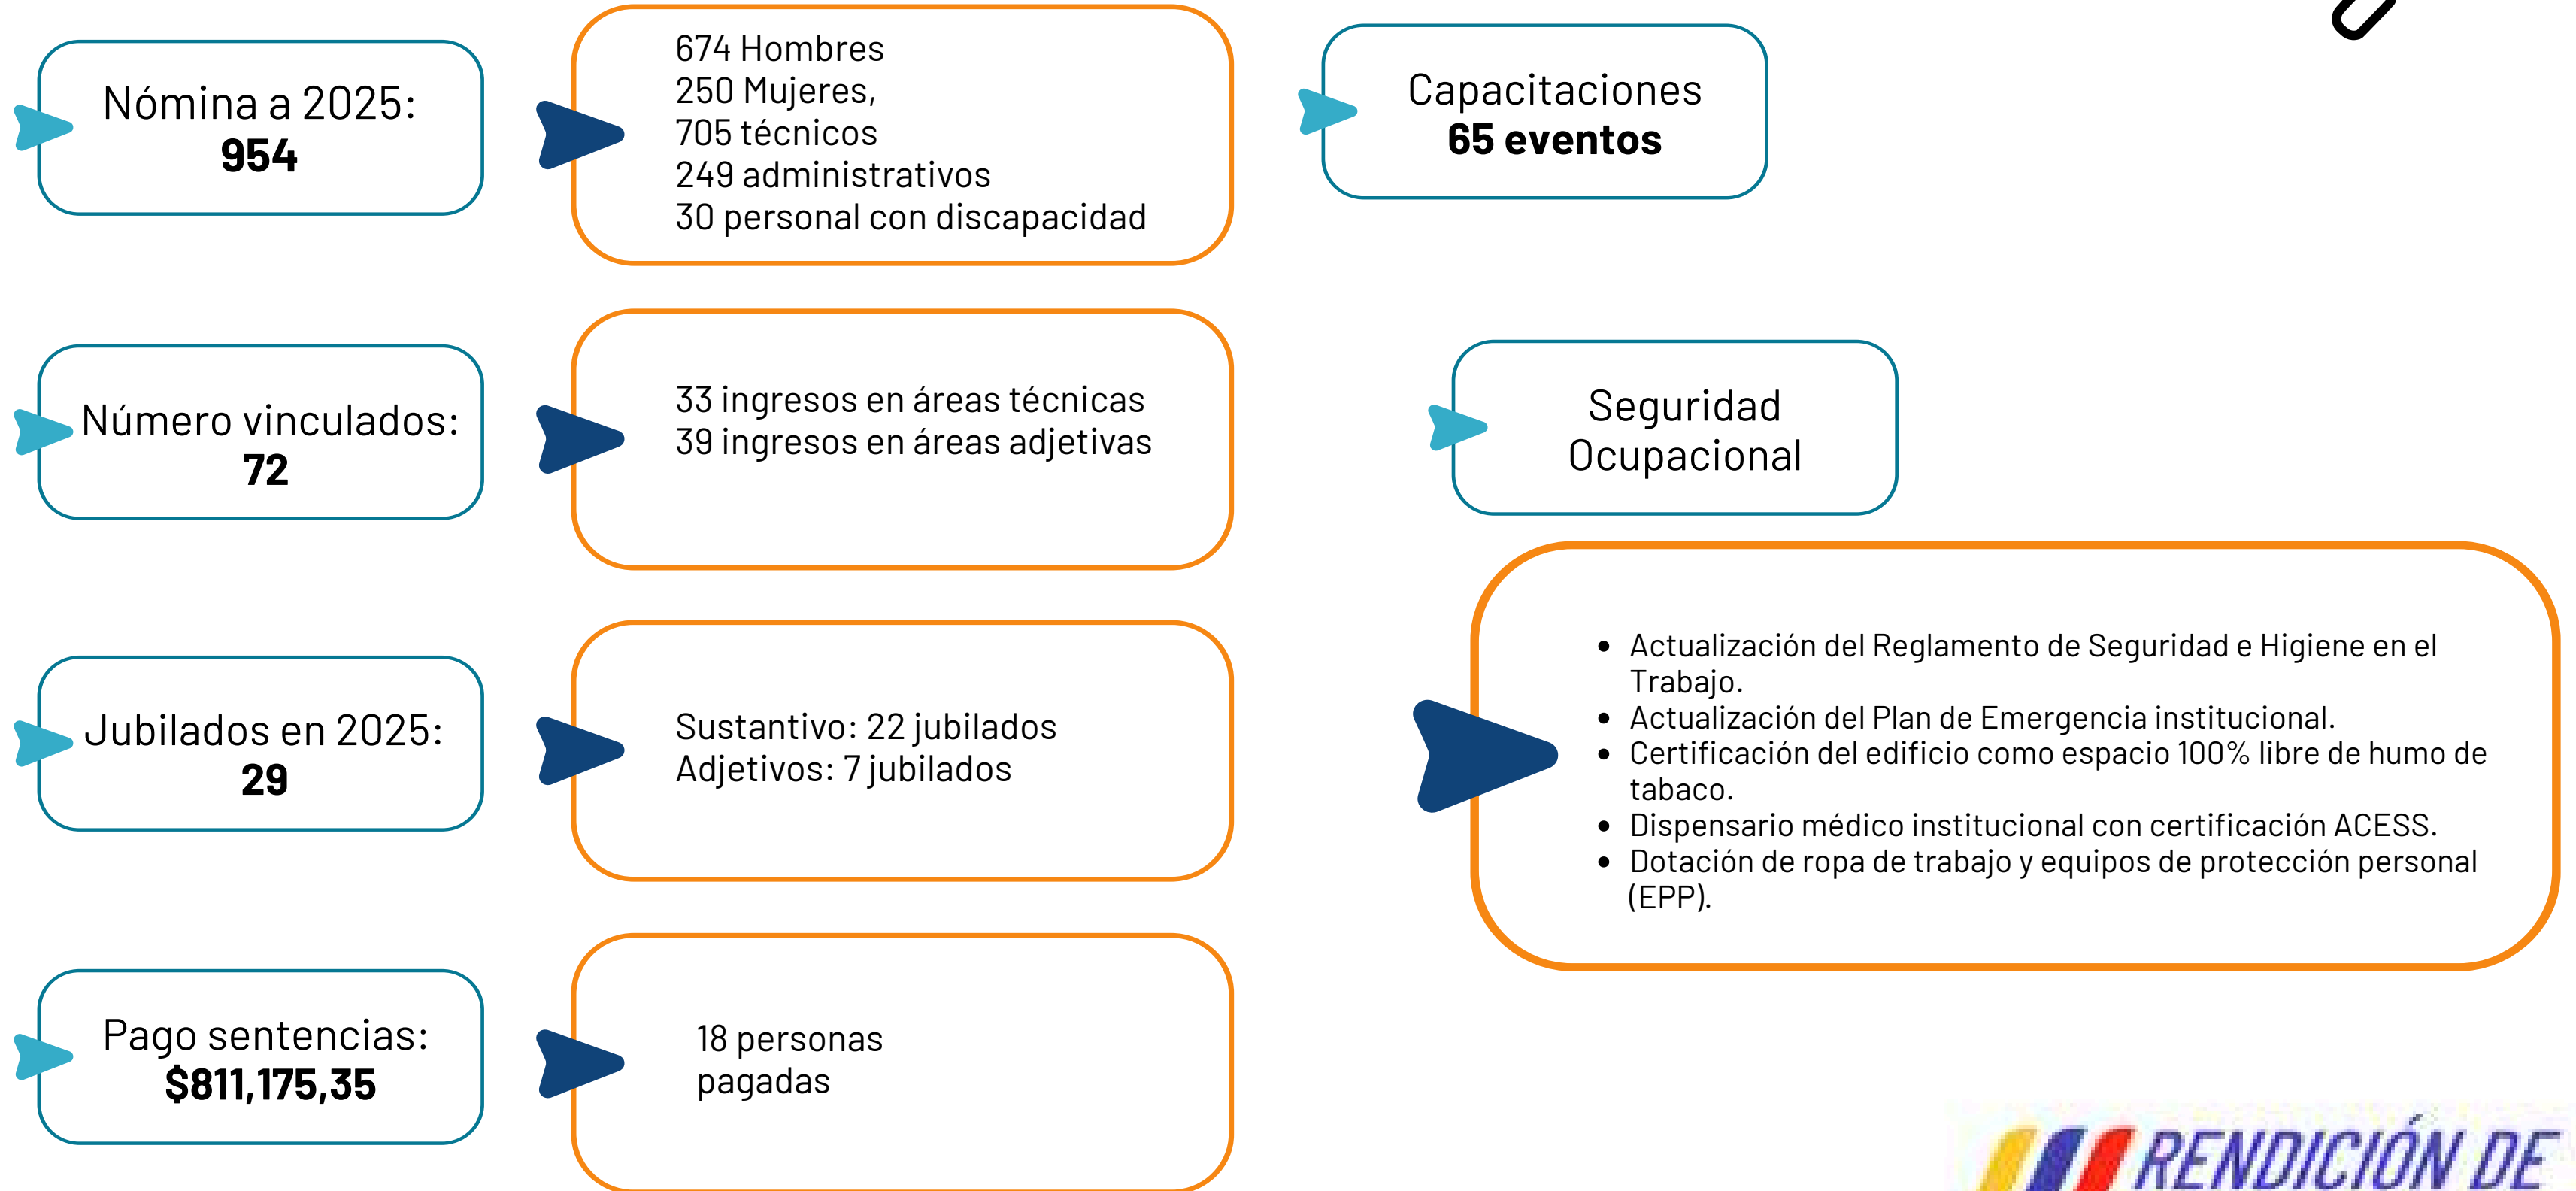 Nómina a 2025:
954
674 Hombres
250 Mujeres,
705 técnicos
249 administrativos
30 personal con discapacidad
Número vinculados:
72
33 ingresos en áreas técnicas
39 ingresos en áreas adjetivas
Jubilados en 2025:
29
Sustantivo: 22 jubilados
Adjetivos: 7 jubilados
Pago sentencias:
$811,175,35
18 personas
pagadas
Capacitaciones
65 eventos
Seguridad
Ocupacional
• Actualización del Reglamento de Seguridad e Higiene en el
Trabajo.
• Actualización del Plan de Emergencia institucional.
• Certificación del edificio como espacio 100% libre de humo de
tabaco.
• Dispensario médico institucional con certificación ACESS.
• Dotación de ropa de trabajo y equipos de protección personal
(EPP).
RENDICIÓN DE